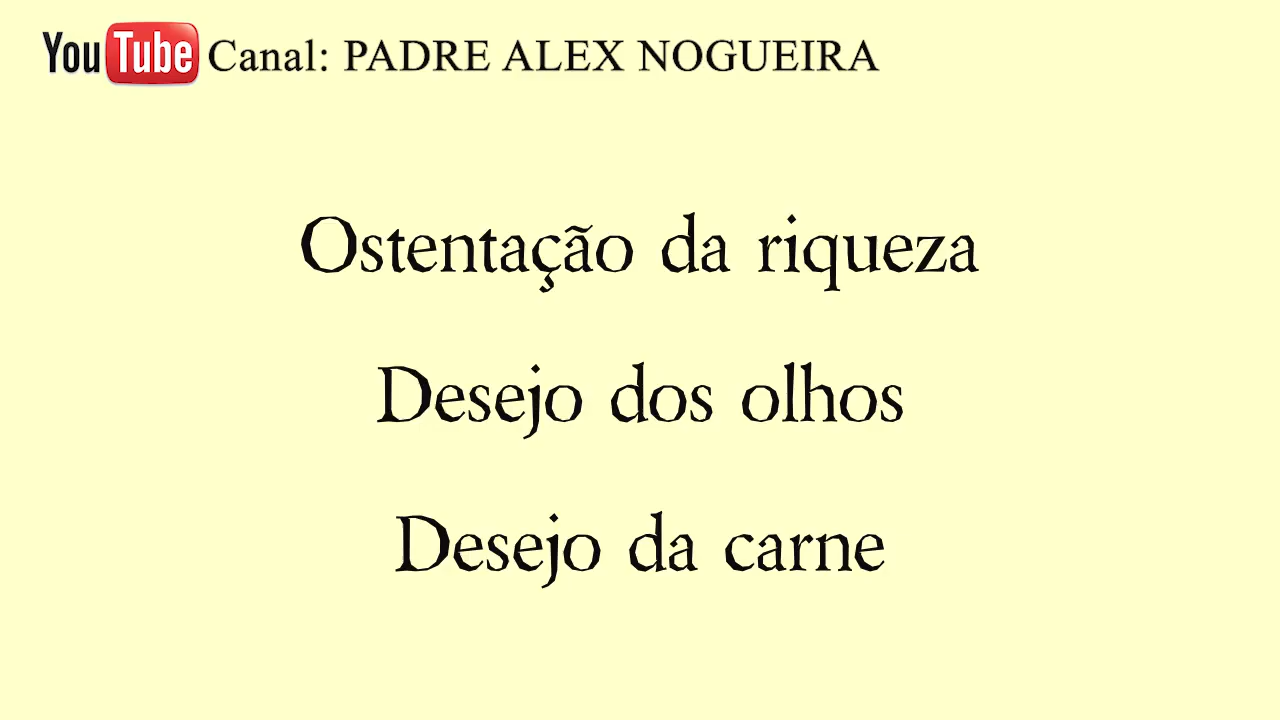 YouTube Canal: PADRE ALEX NOGUEIRA
Ostentação da riqueza
Desejo dos olhos
Desejo da carne